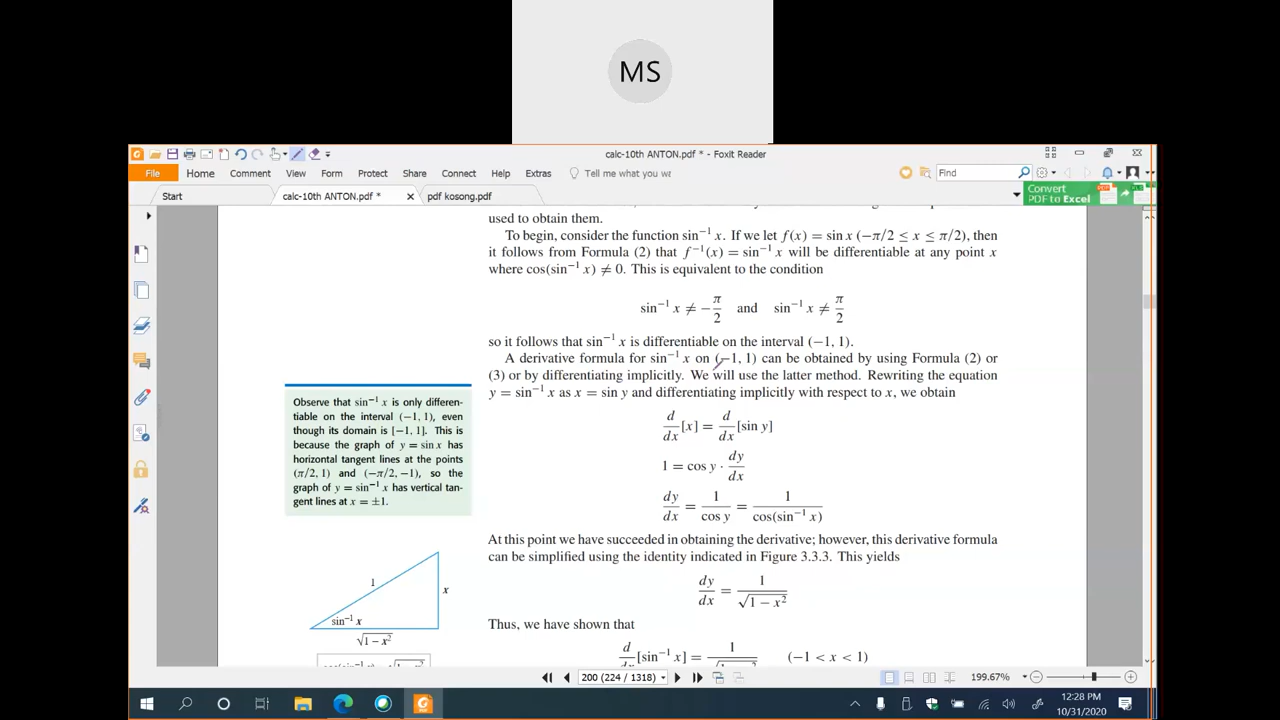 MS
calc-10th ANTON.pdf * - Foxit Reader
File Home Comment View Form Protect Share Connect Help Extras Tell me what you wa Find
Start calc-10th ANTON.pdf * pdf kosong.pdf
Convert
PDF to Excel
used to obtain them.
To begin, consider the function sin⁻¹ x. If we let f(x) = sin x (−π/2 ≤ x ≤ π/2), then
it follows from Formula (2) that f⁻¹(x) = sin⁻¹ x will be differentiable at any point x
where cos(sin⁻¹ x) ≠ 0. This is equivalent to the condition
sin⁻¹ x ≠ −π/2 and sin⁻¹ x ≠ π/2
so it follows that sin⁻¹ x is differentiable on the interval (−1, 1).
A derivative formula for sin⁻¹ x on (−1, 1) can be obtained by using Formula (2) or
(3) or by differentiating implicitly. We will use the latter method. Rewriting the equation
y = sin⁻¹ x as x = sin y and differentiating implicitly with respect to x, we obtain
d/dx [x] = d/dx [sin y]
1 = cos y · dy/dx
dy/dx = 1/cos y = 1/cos(sin⁻¹ x)
At this point we have succeeded in obtaining the derivative; however, this derivative formula
can be simplified using the identity indicated in Figure 3.3.3. This yields
dy/dx = 1/√1 − x²
Thus, we have shown that
d/dx [sin⁻¹ x] = 1/ (−1 < x < 1)
Observe that sin⁻¹ x is only differen-
tiable on the interval (−1, 1), even
though its domain is [−1, 1]. This is
because the graph of y = sin x has
horizontal tangent lines at the points
(π/2, 1) and (−π/2, −1), so the
graph of y = sin⁻¹ x has vertical tan-
gent lines at x = ±1.
1
x
sin⁻¹ x
√1 − x²
200 (224 / 1318) 199.67%
12:28 PM
10/31/2020